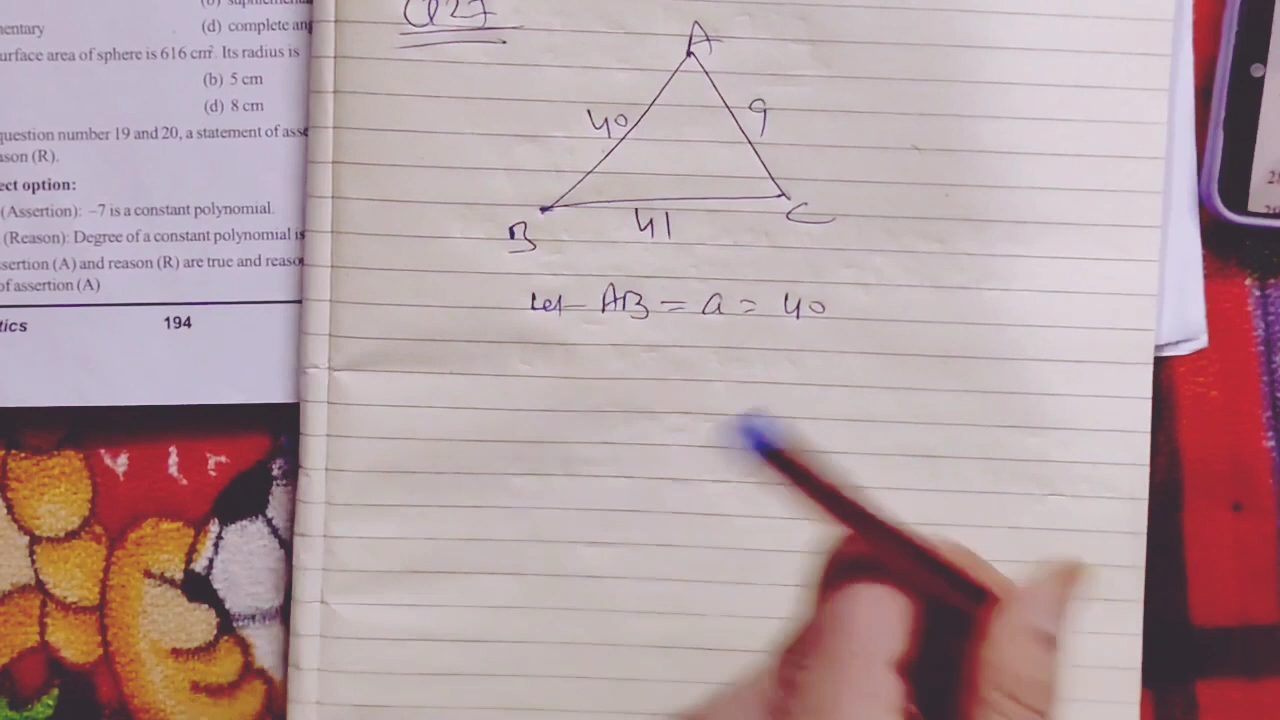 mentary
(d) complete an
urface area of sphere is 616 cm². Its radius is
(b) 5 cm
(d) 8 cm
question number 19 and 20, a statement of asse
ason (R).
ect option:
(Assertion): –7 is a constant polynomial.
(Reason): Degree of a constant polynomial is
ssertion (A) and reason (R) are true and reaso
of assertion (A)
tics 194
Q27
A
40 9
B 41 C
Let AB = a = 40